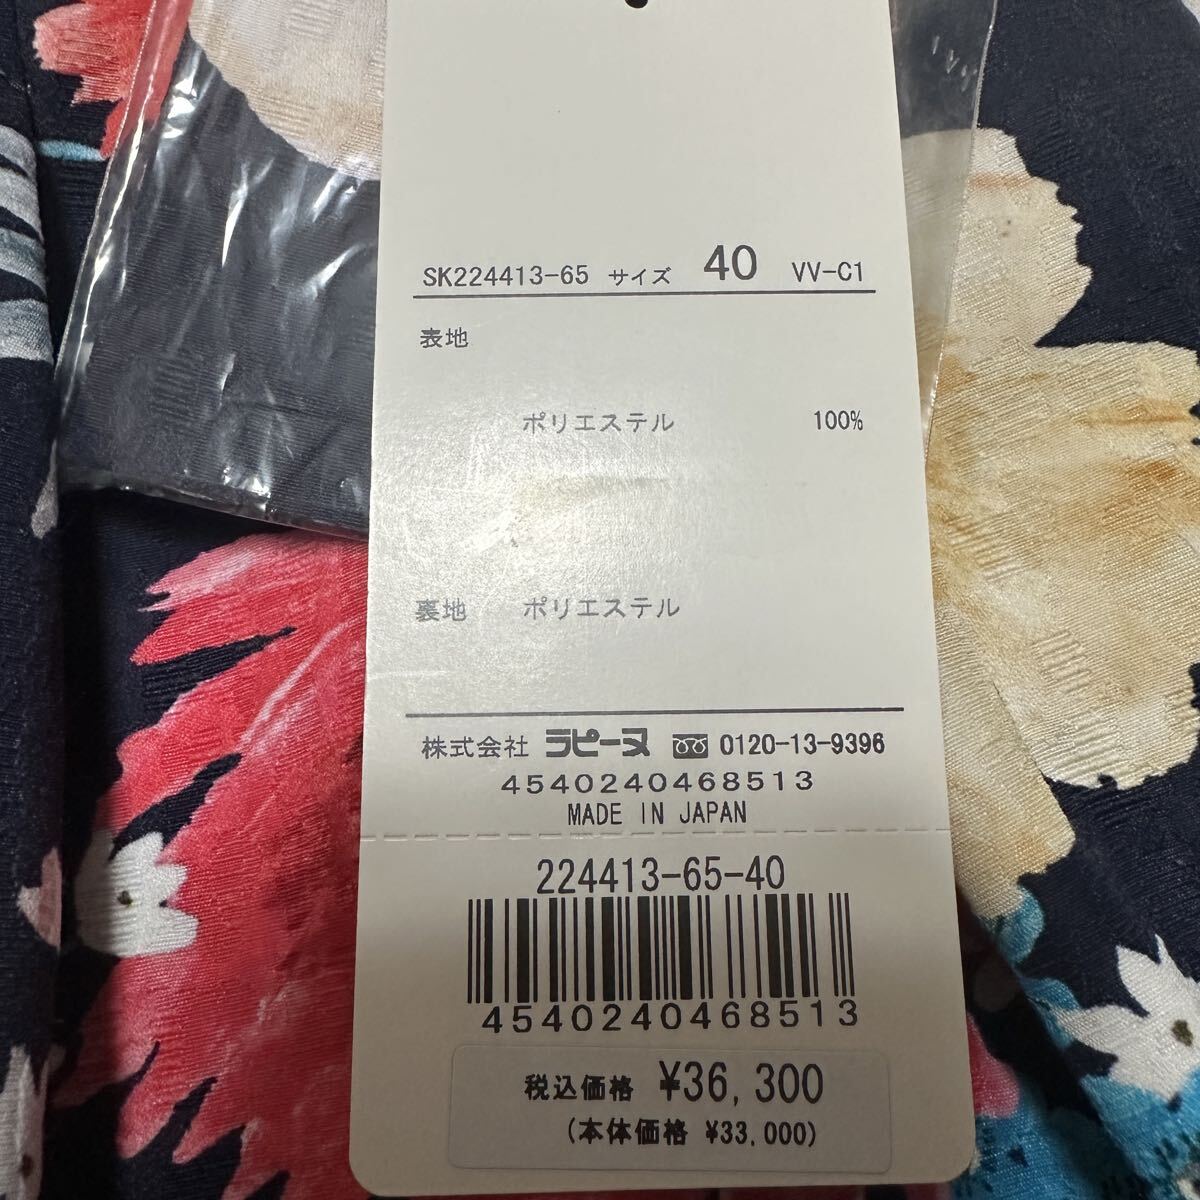 SK224413-65 サイズ 40 VV-C1
表地
ポリエステル 100%
裏地 ポリエステル
株式会社 ラピーヌ 0120-13-9396
4540240468513
MADE IN JAPAN
224413-65-40
4540240468513
税込価格 ¥36,300
(本体価格 ¥33,000)